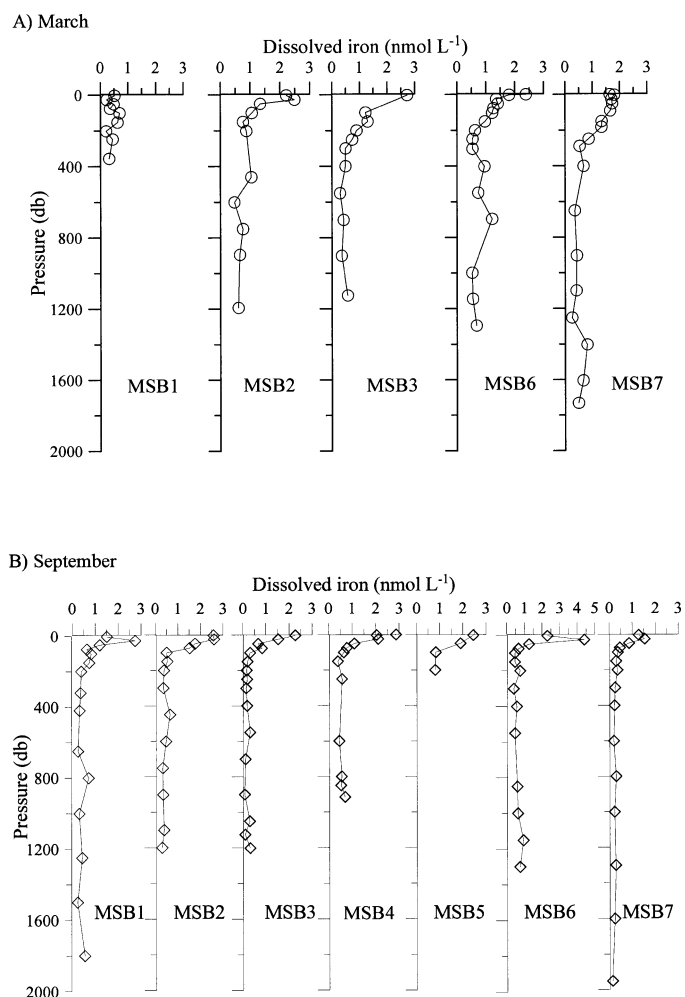 A) March
Dissolved iron (nmol L-1)
0 1 2 3 0 1 2 3 0 1 2 3 0 1 2 3 0 1 2 3
0
400
800
1200
1600
2000
Pressure (db)
MSB1 MSB2 MSB3 MSB6 MSB7
B) September
Dissolved iron (nmol L-1)
0 1 2 3 0 1 2 3 0 1 2 3 0 1 2 3 0 1 2 3 0 1 2 3 4 5 0 1 2 3
0
400
800
1200
1600
2000
Pressure (db)
MSB1 MSB2 MSB3 MSB4 MSB5 MSB6 MSB7